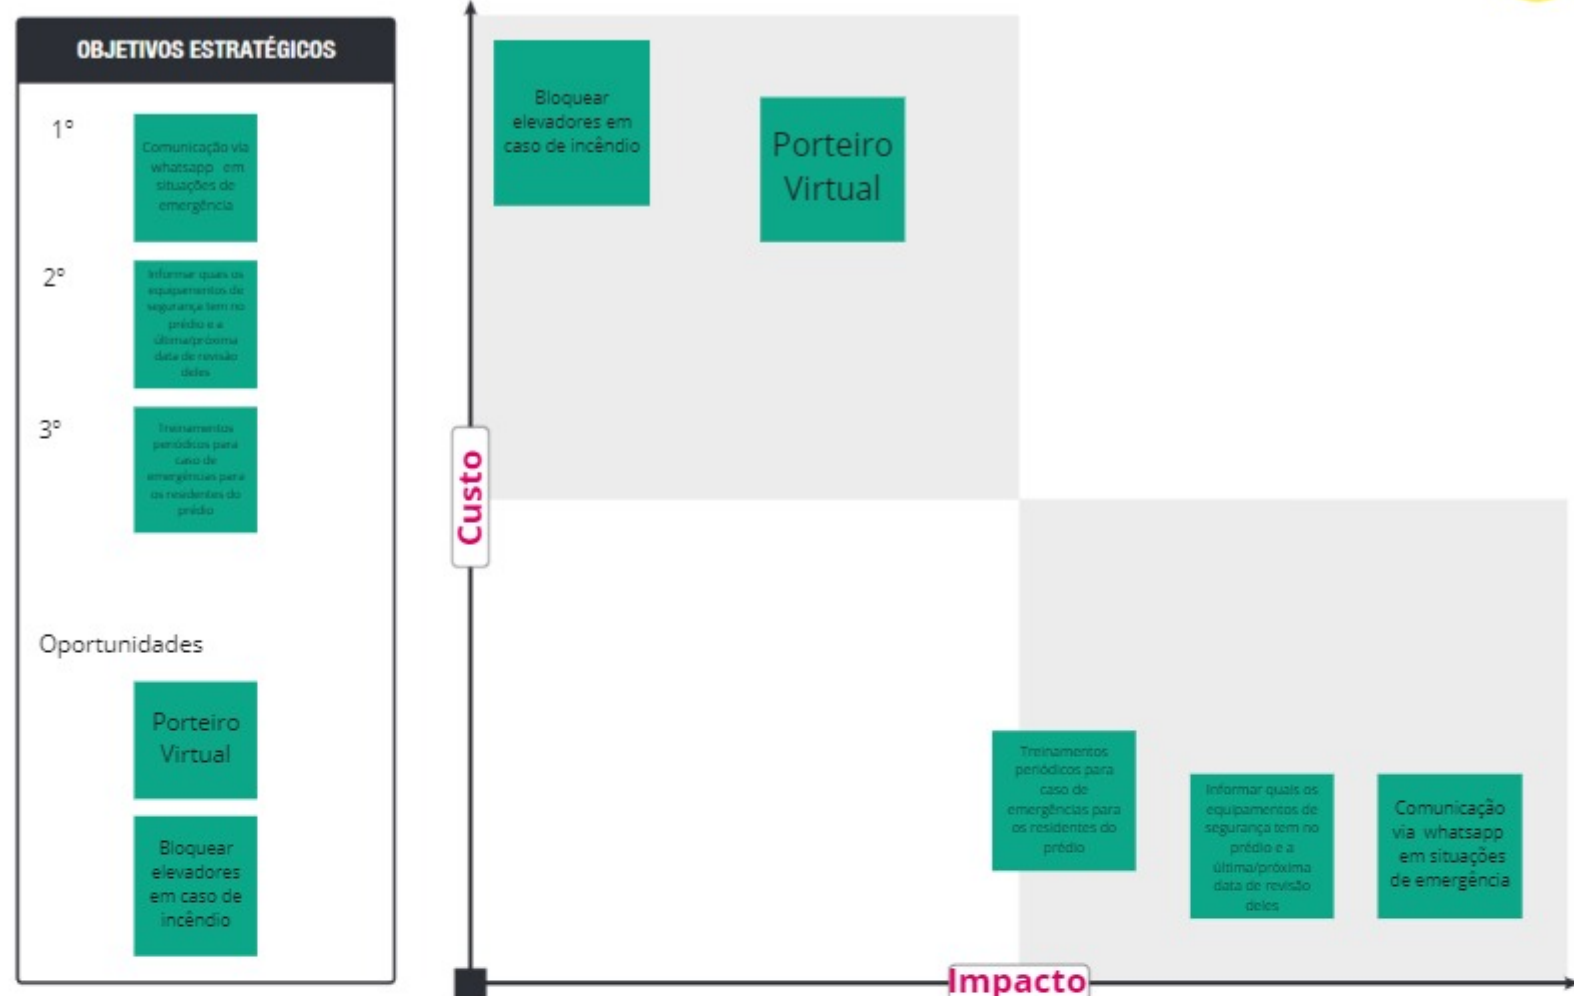 OBJETIVOS ESTRATÉGICOS
1º
Comunicação via
whatsapp em
situações de
emergência
2º
Informar quais os
equipamentos de
segurança tem no
prédio e a
última/próxima
data de revisão
deles
3º
Treinamentos
periódicos para
caso de
emergências para
os residentes do
prédio
Oportunidades
Porteiro
Virtual
Bloquear
elevadores
em caso de
incêndio
Bloquear
elevadores em
caso de incêndio
Porteiro
Virtual
Custo
Treinamentos
periódicos para
caso de
emergências para
os residentes do
prédio
Informar quais os
equipamentos de
segurança tem no
prédio e a
última/próxima
data de revisão
deles
Comunicação
via whatsapp
em situações
de emergência
Impacto